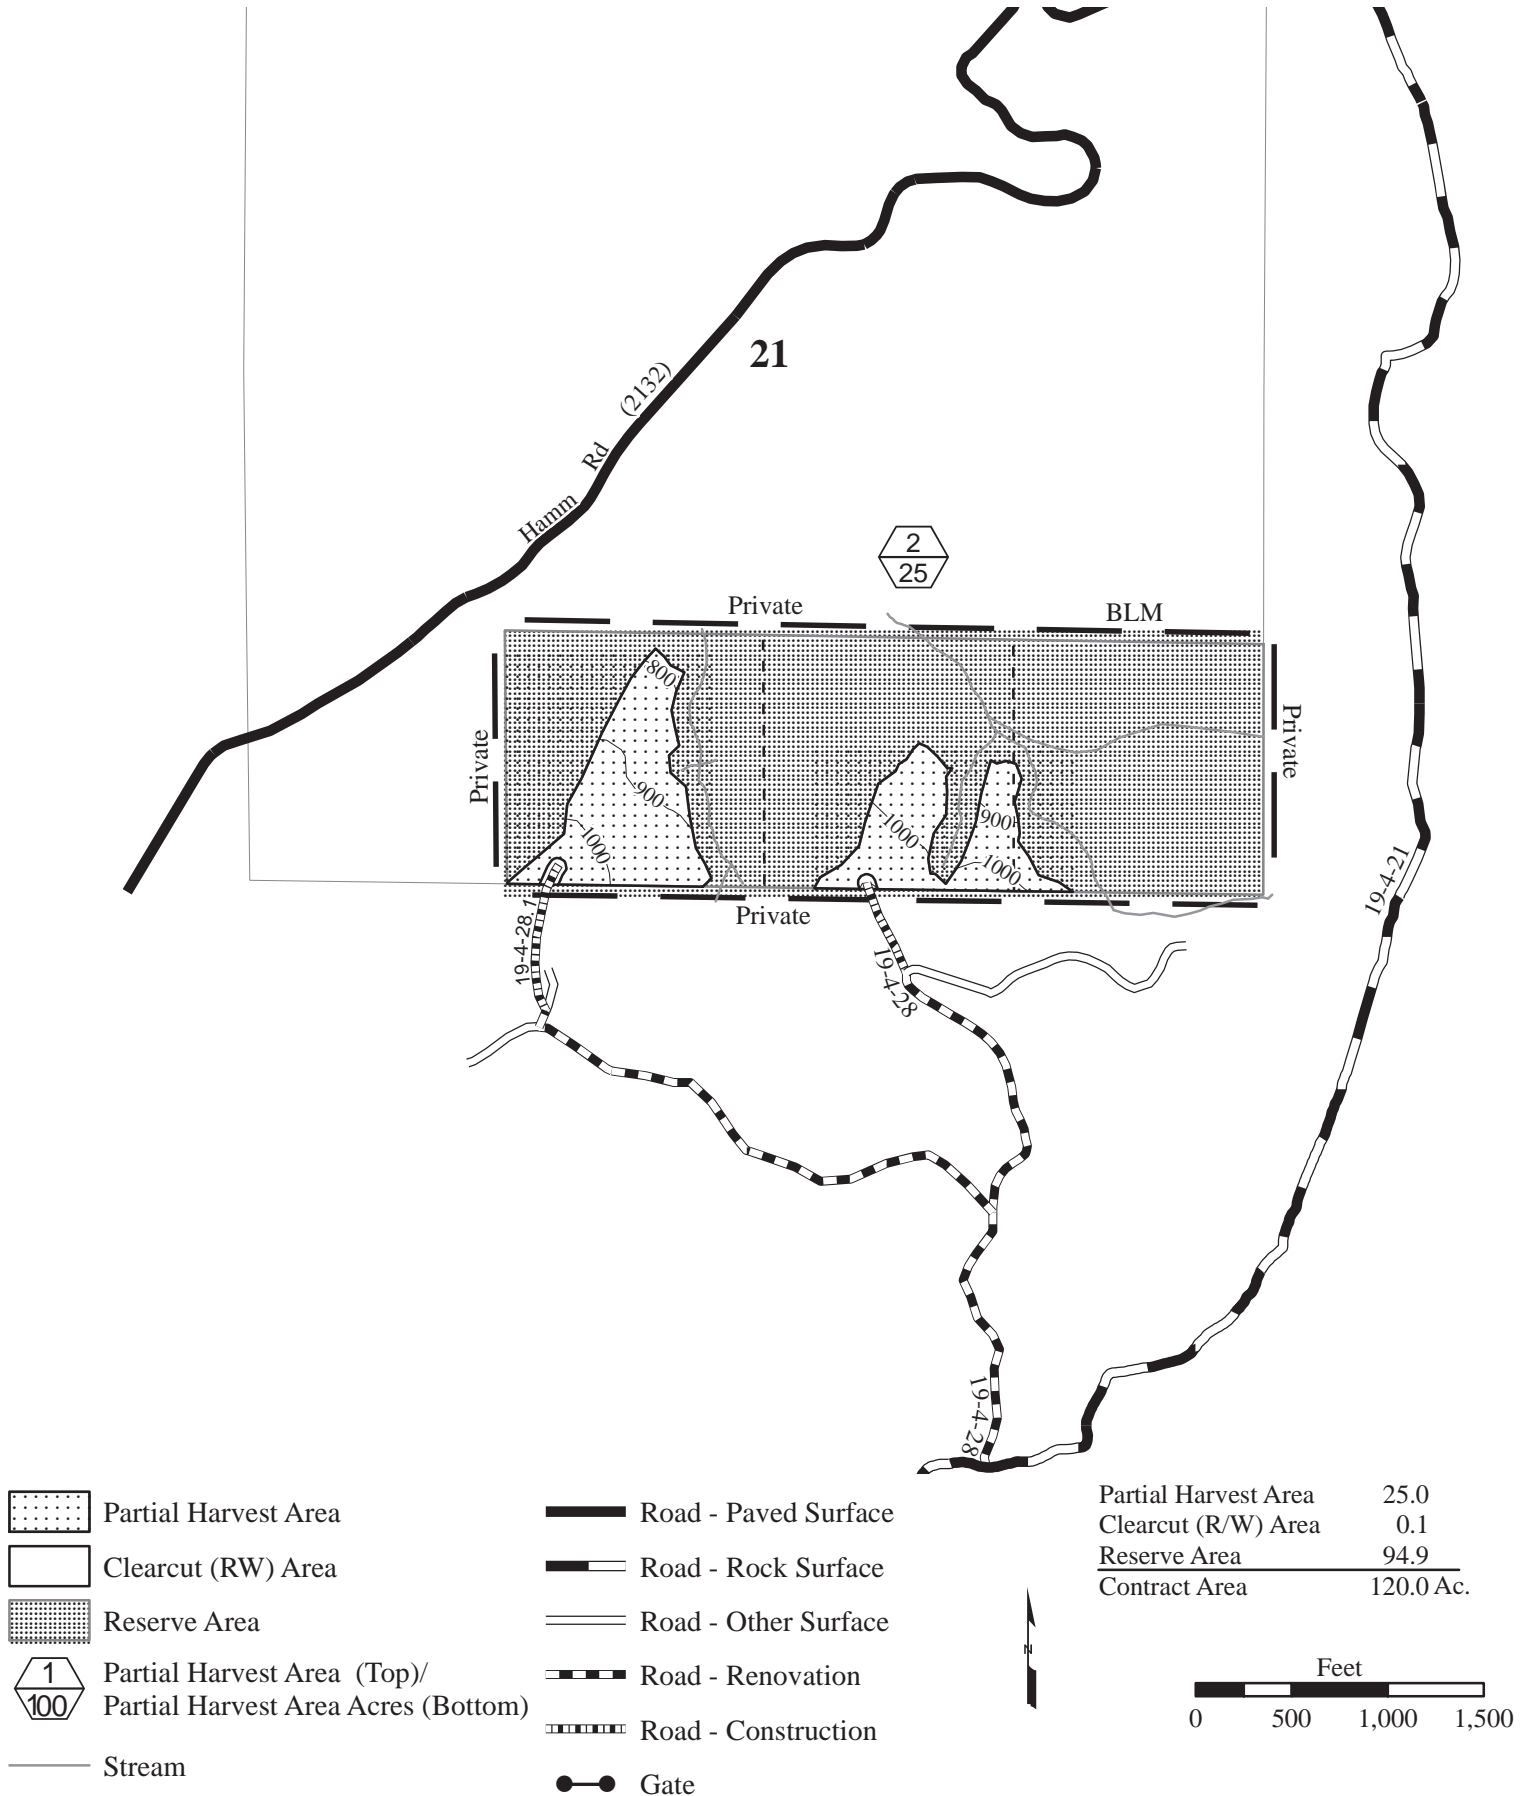 21
Hamm Rd (2132)
2
25
Private
BLM
Private
Private
Private
800
900
1000
1000
900
1000
19-4-28.1
19-4-28
19-4-21
19-4-28
Partial Harvest Area
Clearcut (RW) Area
Reserve Area
1
100
Partial Harvest Area (Top)/
Partial Harvest Area Acres (Bottom)
Stream
Road - Paved Surface
Road - Rock Surface
Road - Other Surface
Road - Renovation
Road - Construction
Gate
N
Partial Harvest Area 25.0
Clearcut (R/W) Area 0.1
Reserve Area 94.9
Contract Area 120.0 Ac.
Feet
0 500 1,000 1,500